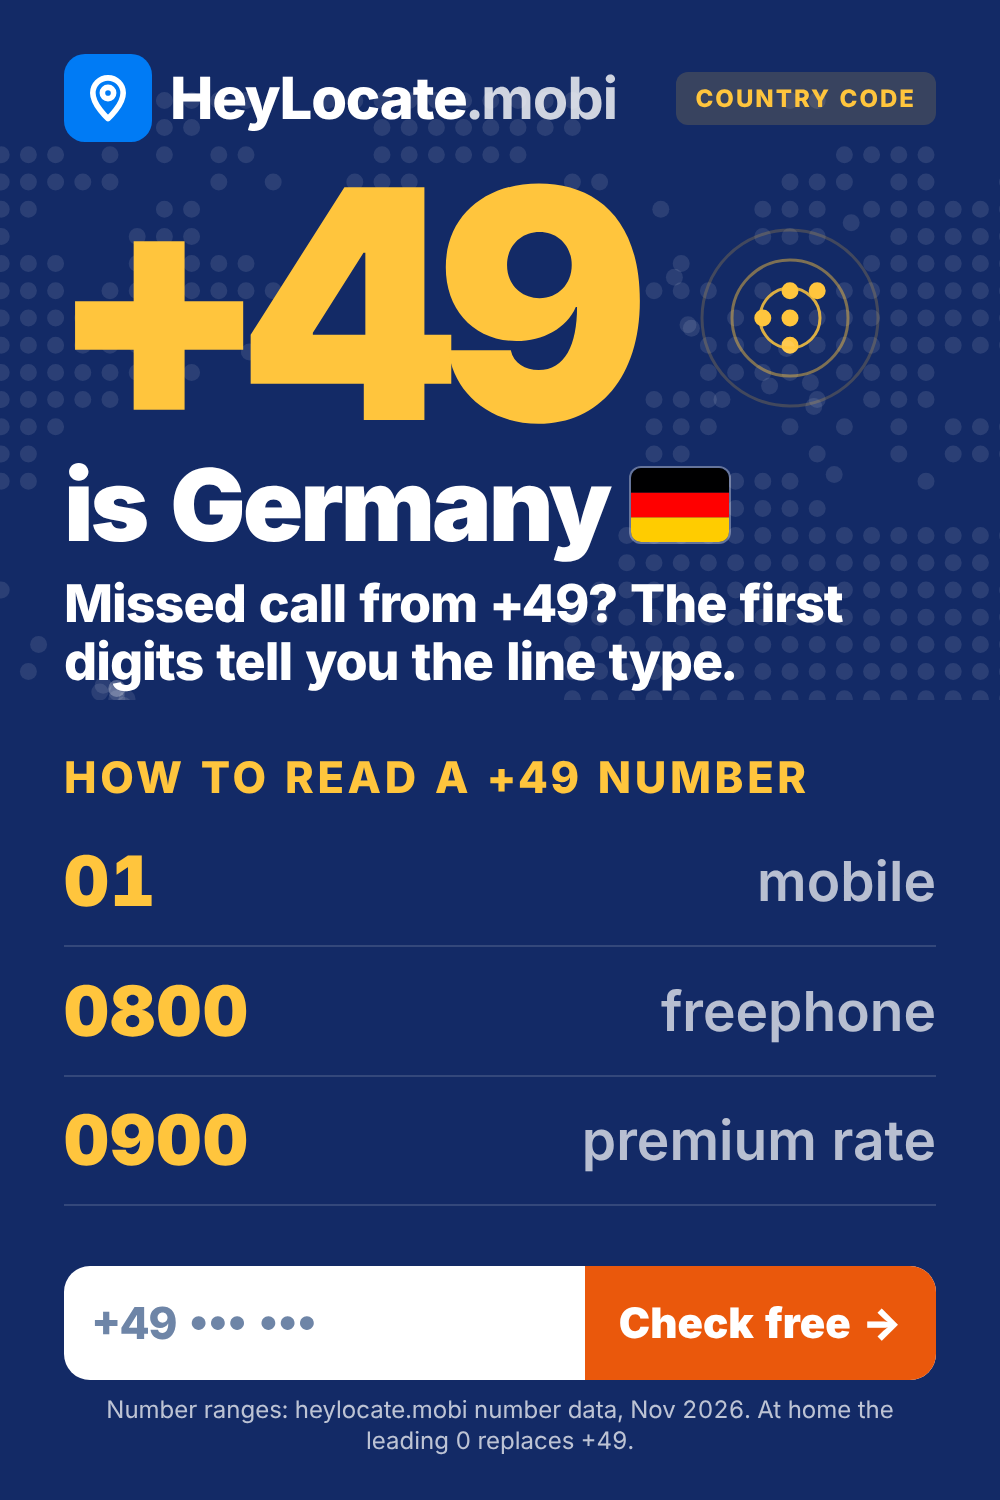 HeyLocate.mobi
COUNTRY CODE
+49
is Germany
Missed call from +49? The first
digits tell you the line type.
HOW TO READ A +49 NUMBER
01 mobile
0800 freephone
0900 premium rate
+49 ••• •••
Check free →
Number ranges: heylocate.mobi number data, Nov 2026. At home the
leading 0 replaces +49.